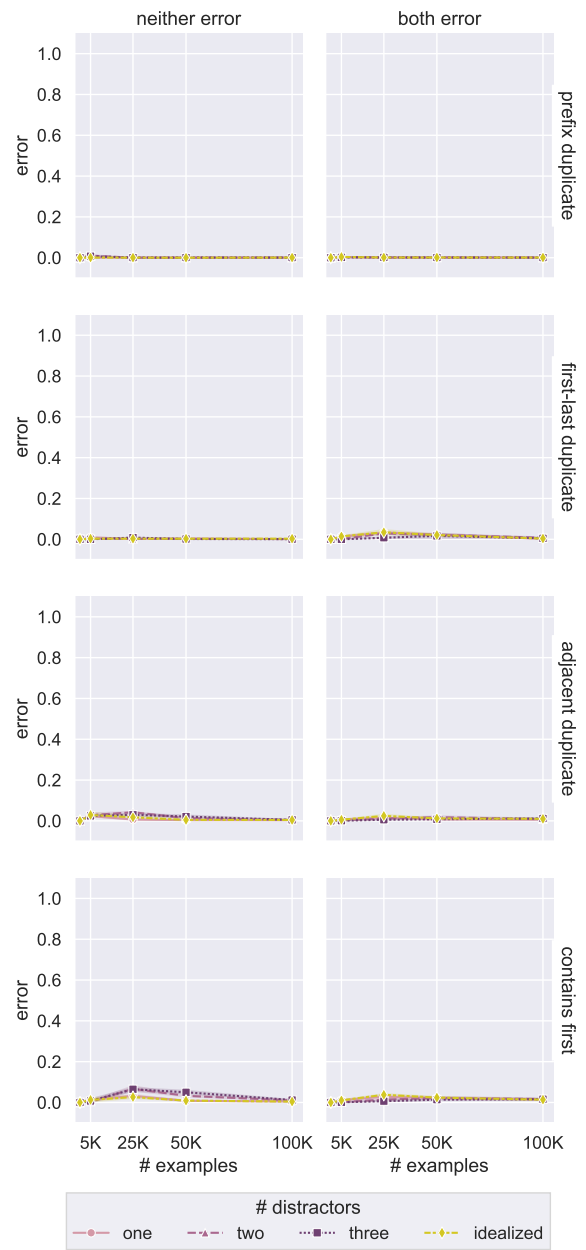 neither error
both error
1.0
0.8
0.6
0.4
0.2
0.0
error
prefix duplicate
1.0
0.8
0.6
0.4
0.2
0.0
error
first-last duplicate
1.0
0.8
0.6
0.4
0.2
0.0
error
adjacent duplicate
1.0
0.8
0.6
0.4
0.2
0.0
error
contains first
5K 25K 50K 100K
5K 25K 50K 100K
# examples
# examples
# distractors
one two three idealized